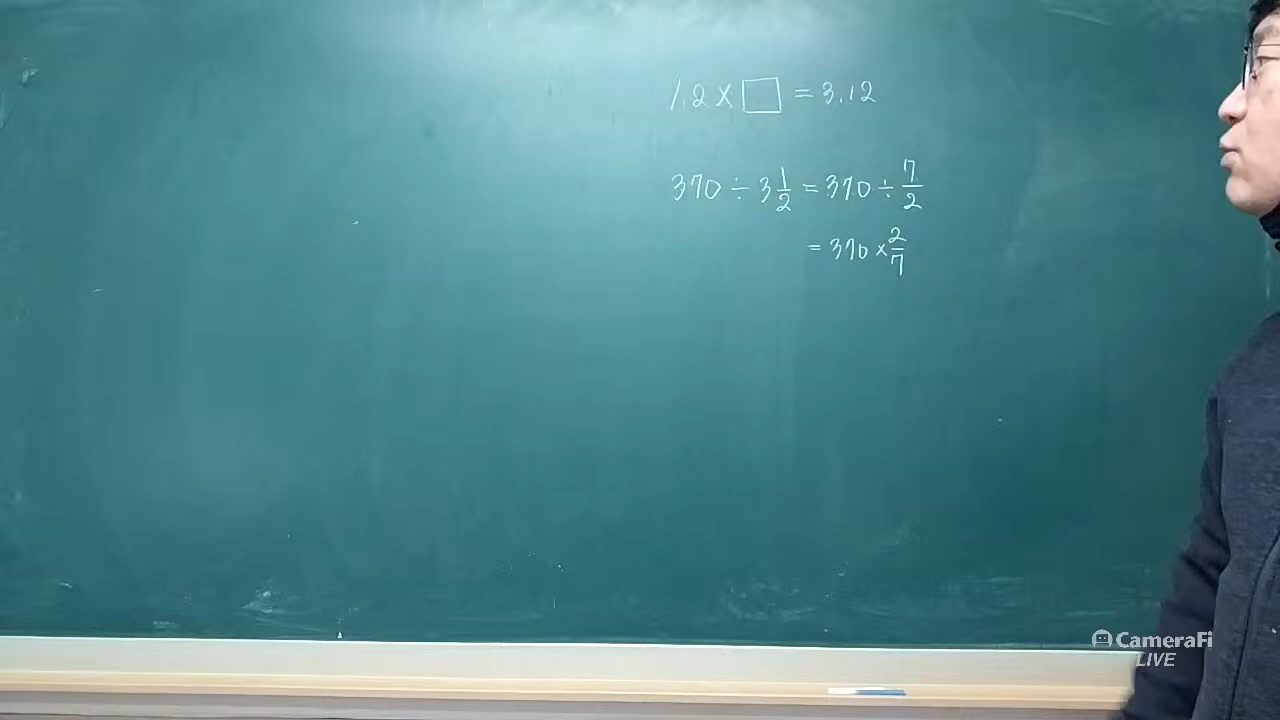 1.2 × □ = 3.12
370 ÷ 3 1/2 = 370 ÷ 7/2
= 370 × 2/7
CameraFi
LIVE